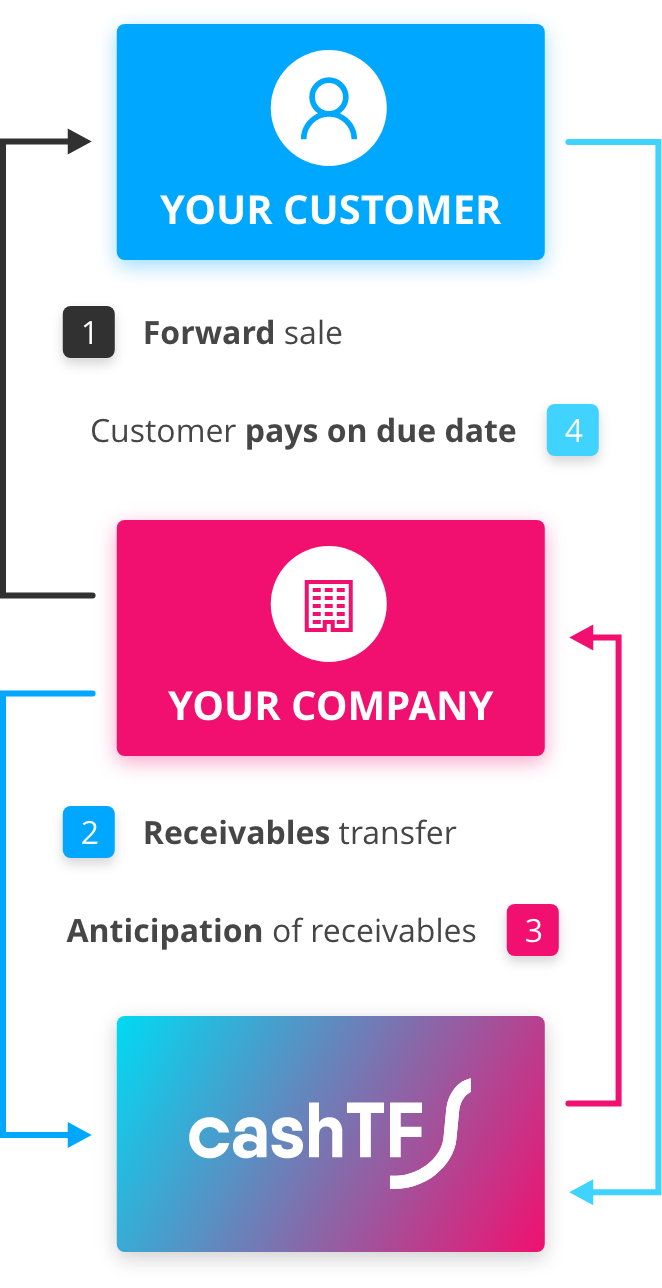 YOUR CUSTOMER
1 Forward sale
Customer pays on due date 4
YOUR COMPANY
2 Receivables transfer
Anticipation of receivables 3
cashTF